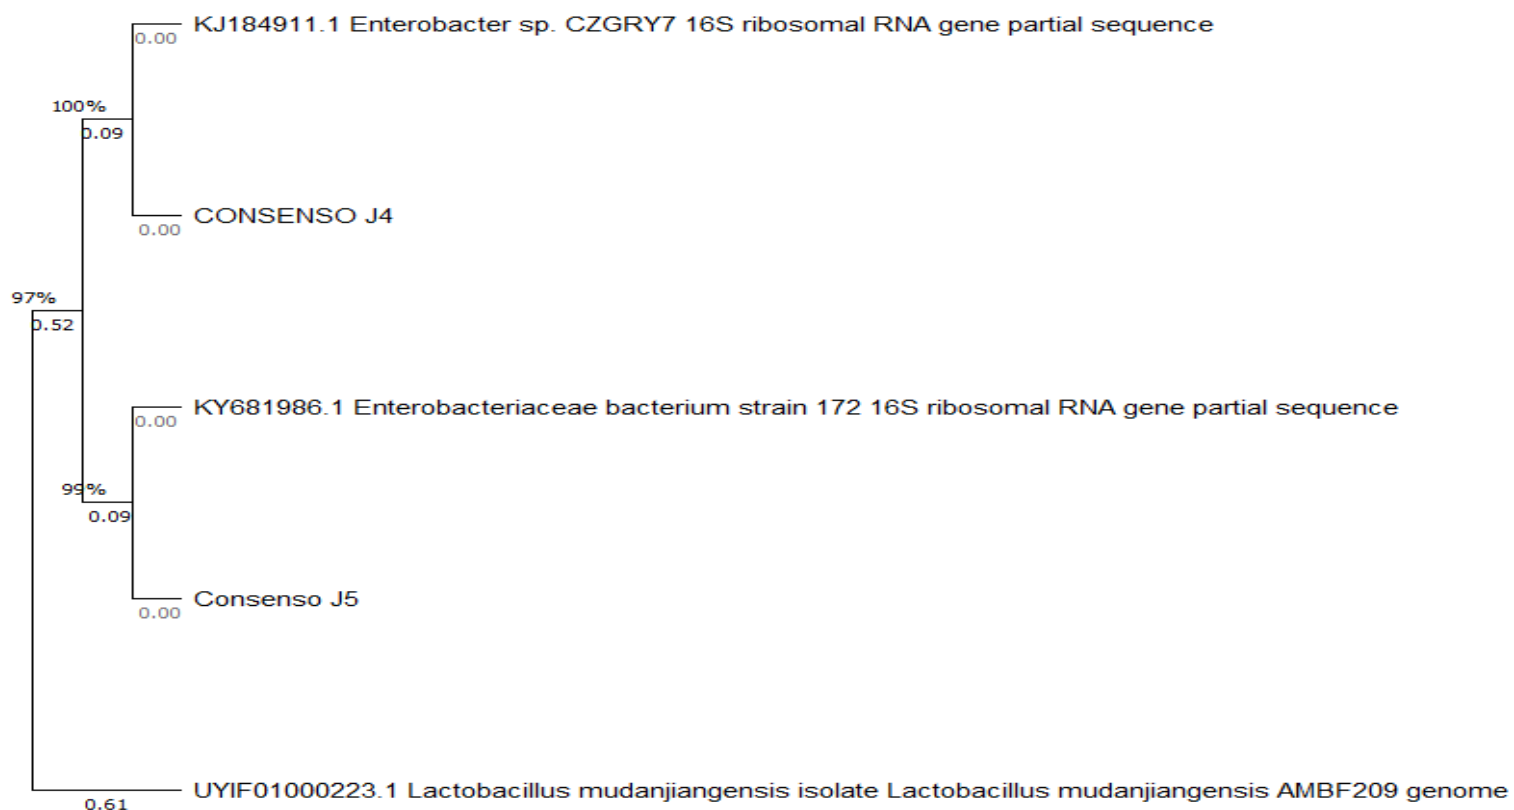 KJ184911.1 Enterobacter sp. CZGRY7 16S ribosomal RNA gene partial sequence
0.00
100%
0.09
CONSENSO J4
0.00
97%
0.52
KY681986.1 Enterobacteriaceae bacterium strain 172 16S ribosomal RNA gene partial sequence
0.00
99%
0.09
Consenso J5
0.00
UYIF01000223.1 Lactobacillus mudanjiangensis isolate Lactobacillus mudanjiangensis AMBF209 genome
0.61